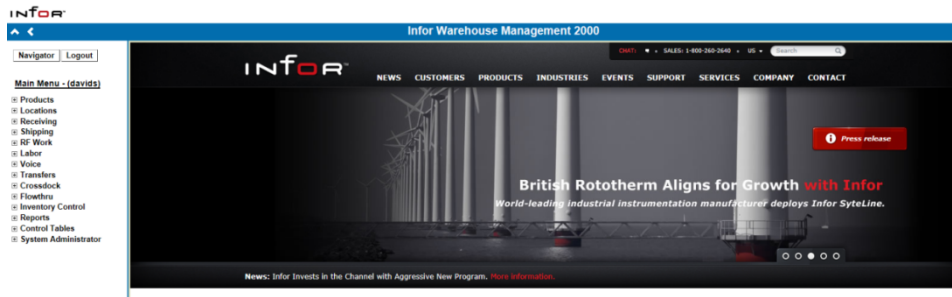 INFOR
Infor Warehouse Management 2000
Navigator Logout
Main Menu - (davids)
Products
Locations
Receiving
Shipping
RF Work
Labor
Voice
Transfers
Crossdock
Flowthru
Inventory Control
Reports
Control Tables
System Administrator
CHAT: SALES: 1-800-260-2640 US Search
INFOR
NEWS CUSTOMERS PRODUCTS INDUSTRIES EVENTS SUPPORT SERVICES COMPANY CONTACT
Press release
British Rototherm Aligns for Growth with Infor
World-leading industrial instrumentation manufacturer deploys Infor SyteLine.
News: Infor Invests in the Channel with Aggressive New Program. More information.